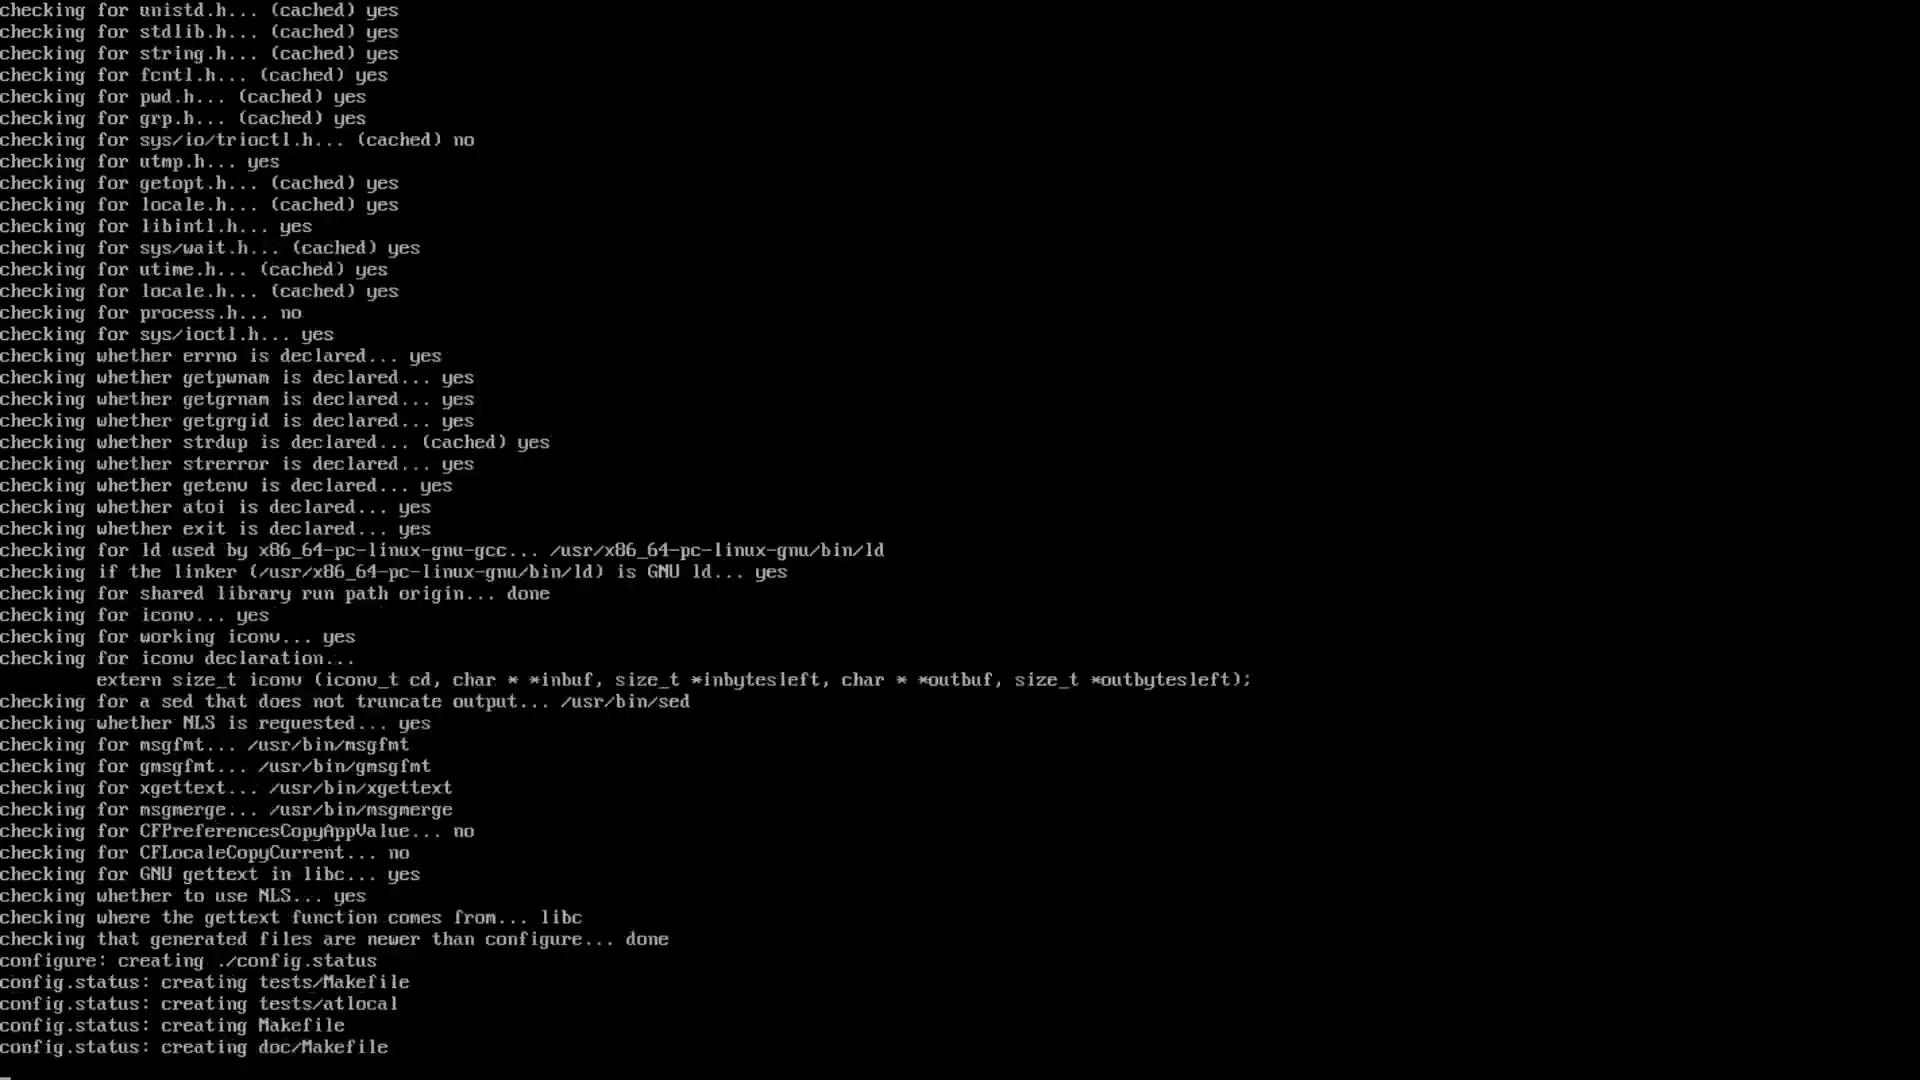 checking for unistd.h... (cached) yes
checking for stdlib.h... (cached) yes
checking for string.h... (cached) yes
checking for fcntl.h... (cached) yes
checking for pwd.h... (cached) yes
checking for grp.h... (cached) yes
checking for sys/io/trioctl.h... (cached) no
checking for utmp.h... yes
checking for getopt.h... (cached) yes
checking for locale.h... (cached) yes
checking for libintl.h... yes
checking for sys/wait.h... (cached) yes
checking for utime.h... (cached) yes
checking for locale.h... (cached) yes
checking for process.h... no
checking for sys/ioctl.h... yes
checking whether errno is declared... yes
checking whether getpwnam is declared... yes
checking whether getgrnam is declared... yes
checking whether getgrgid is declared... yes
checking whether strdup is declared... (cached) yes
checking whether strerror is declared... yes
checking whether getenv is declared... yes
checking whether atoi is declared... yes
checking whether exit is declared... yes
checking for ld used by x86_64-pc-linux-gnu-gcc... /usr/x86_64-pc-linux-gnu/bin/ld
checking if the linker (/usr/x86_64-pc-linux-gnu/bin/ld) is GNU ld... yes
checking for shared library run path origin... done
checking for iconv... yes
checking for working iconv... yes
checking for iconv declaration...
extern size_t iconv (iconv_t cd, char * *inbuf, size_t *inbytesleft, char * *outbuf, size_t *outbytesleft);
checking for a sed that does not truncate output... /usr/bin/sed
checking whether NLS is requested... yes
checking for msgfmt... /usr/bin/msgfmt
checking for gmsgfmt... /usr/bin/gmsgfmt
checking for xgettext... /usr/bin/xgettext
checking for msgmerge... /usr/bin/msgmerge
checking for CFPreferencesCopyAppValue... no
checking for CFLocaleCopyCurrent... no
checking for GNU gettext in libc... yes
checking whether to use NLS... yes
checking where the gettext function comes from... libc
checking that generated files are newer than configure... done
configure: creating ./config.status
config.status: creating tests/Makefile
config.status: creating tests/atlocal
config.status: creating Makefile
config.status: creating doc/Makefile